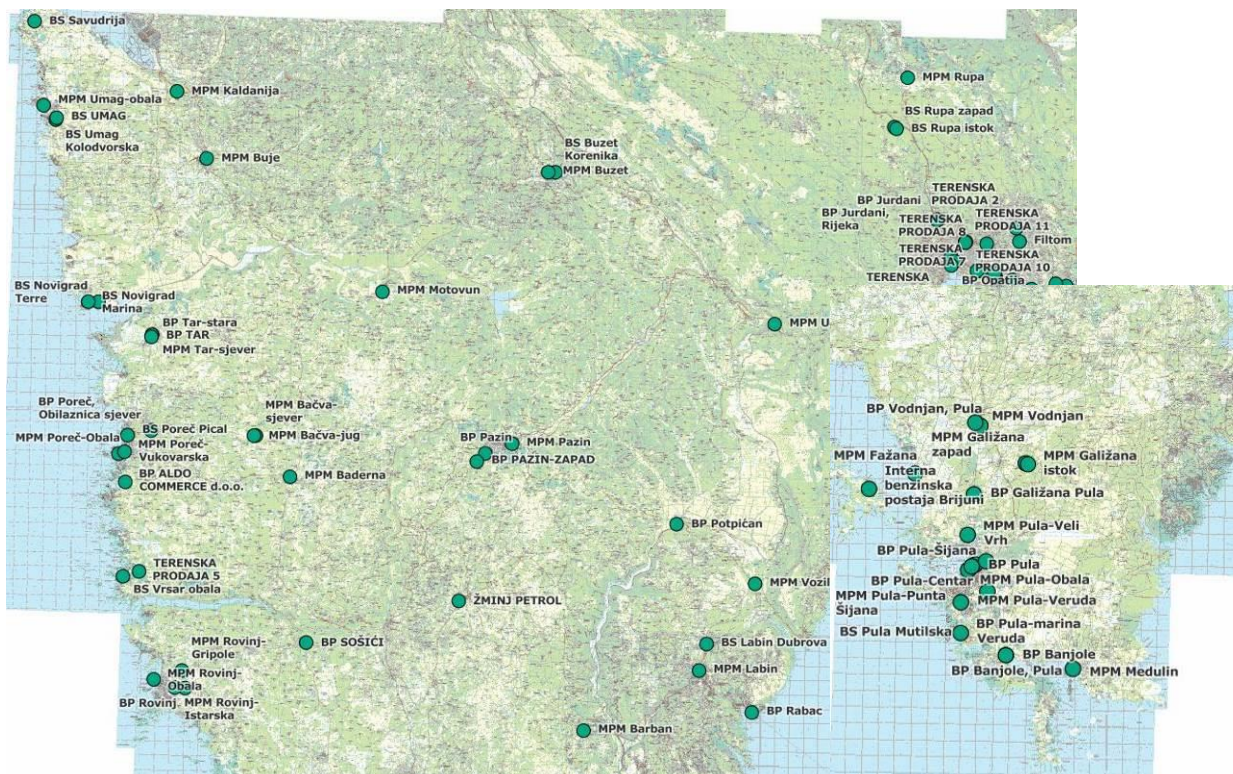 BS Savudrija
MPM Umag-obala
BS UMAG
BS Umag
Kolodvorska
MPM Kaldanija
MPM Buje
BS Buzet
Korenika
MPM Buzet
MPM Rupa
BS Rupa zapad
BS Rupa istok
BP Jurdani
BP Jurdani,
Rijeka
TERENSKA
PRODAJA 2
TERENSKA
PRODAJA 8
TERENSKA
PRODAJA 11
Filtom
TERENSKA
PRODAJA 7
TERENSKA
PRODAJA 10
TERENSKA
BP Opatija
BS Novigrad
Terre
BS Novigrad
Marina
MPM Motovun
MPM U
BP Tar-stara
BP TAR
MPM Tar-sjever
BP Poreč,
Obilaznica sjever
BS Poreč Pical
MPM Poreč-Obala
MPM Poreč-
Vukovarska
BP ALDO
COMMERCE d.o.o.
MPM Bačva-
sjever
MPM Bačva-jug
MPM Baderna
BP Pazin
MPM Pazin
BP PAZIN-ZAPAD
BP Potpićan
TERENSKA
PRODAJA 5
BS Vrsar obala
ŽMINJ PETROL
MPM Vozil
BP SOŠIĆI
BS Labin Dubrova
MPM Labin
MPM Rovinj-
Gripole
MPM Rovinj-
Obala
BP Rovinj
MPM Rovinj-
Istarska
BP Rabac
MPM Barban
BP Vodnjan, Pula
MPM Vodnjan
MPM Galižana
zapad
MPM Galižana
istok
MPM Fažana
Interna
benzinska
postaja Brijuni
BP Galižana Pula
MPM Pula-Veli
Vrh
BP Pula-Šijana
BP Pula
BP Pula-Centar
MPM Pula-Obala
MPM Pula-Punta
Šijana
MPM Pula-Veruda
BS Pula Mutilska
BP Pula-marina
Veruda
BP Banjole
BP Banjole, Pula
MPM Medulin